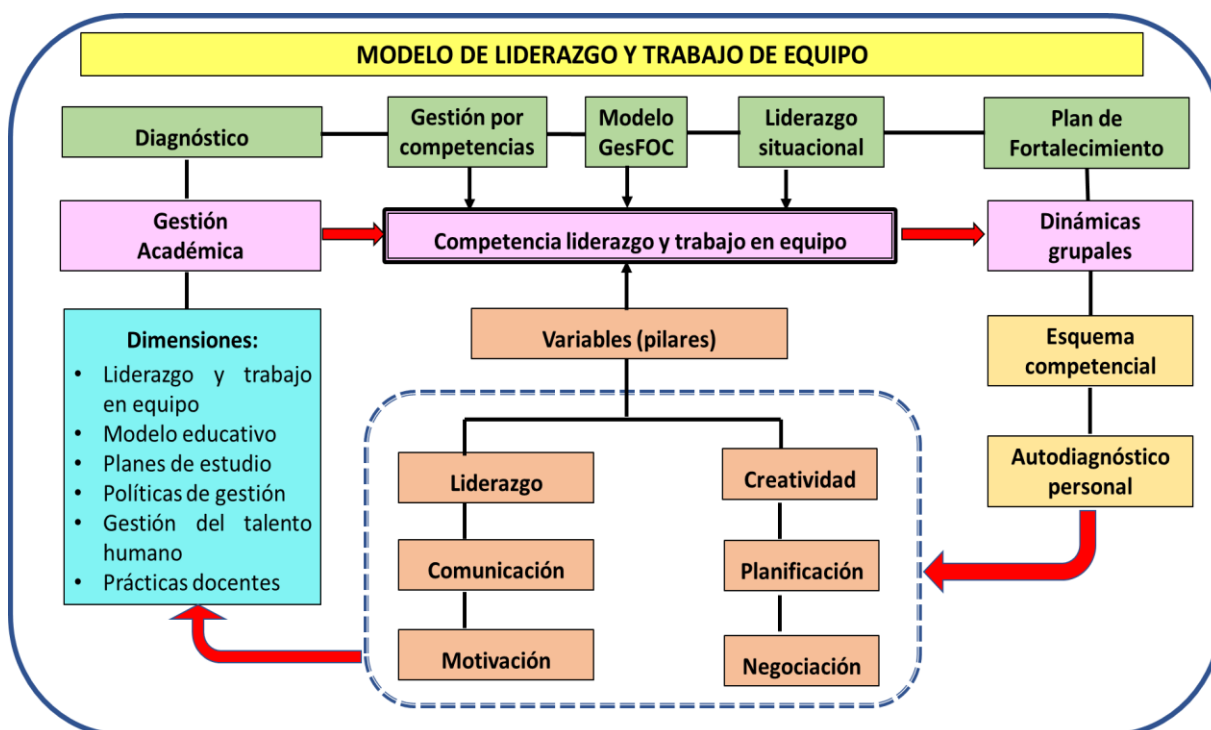 MODELO DE LIDERAZGO Y TRABAJO DE EQUIPO
Diagnóstico
Gestión por
competencias
Modelo
GesFOC
Liderazgo
situacional
Plan de
Fortalecimiento
Gestión
Académica
Competencia liderazgo y trabajo en equipo
Dinámicas
grupales
Dimensiones:
• Liderazgo y trabajo
en equipo
• Modelo educativo
• Planes de estudio
• Políticas de gestión
• Gestión del talento
humano
• Prácticas docentes
Variables (pilares)
Liderazgo
Comunicación
Motivación
Creatividad
Planificación
Negociación
Esquema
competencial
Autodiagnóstico
personal